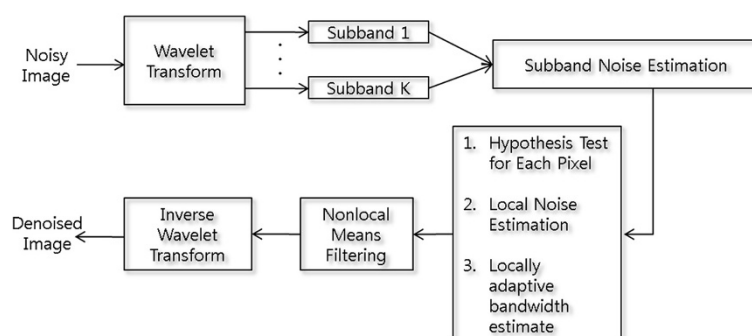 Noisy
Image
Wavelet
Transform
Subband 1
Subband K
Subband Noise Estimation
1. Hypothesis Test
for Each Pixel
2. Local Noise
Estimation
3. Locally
adaptive
bandwidth
estimate
Nonlocal
Means
Filtering
Inverse
Wavelet
Transform
Denoised
Image